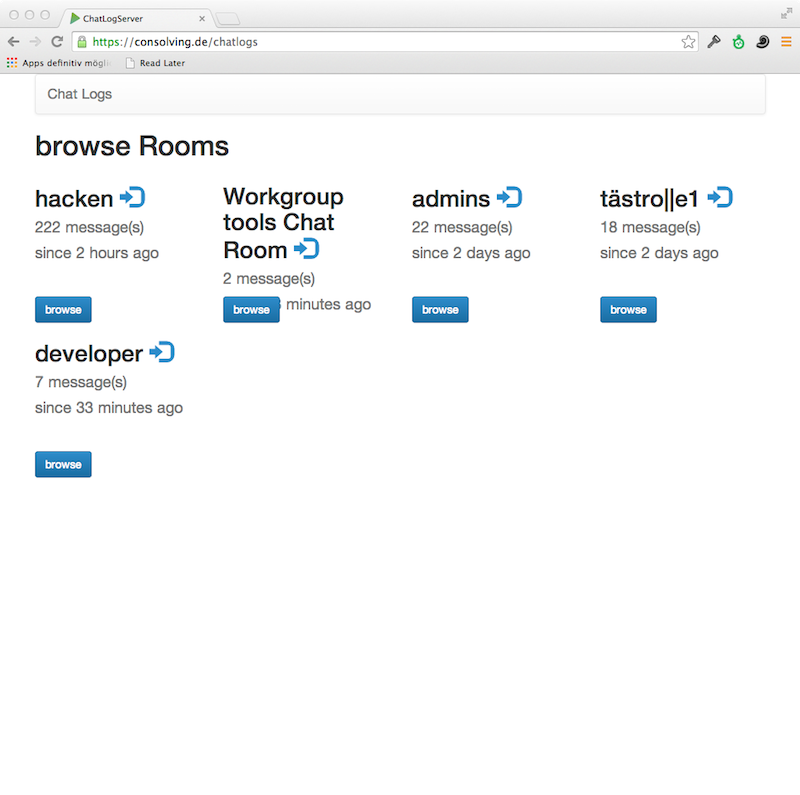 ChatLogServer
https://consolving.de/chatlogs
Apps definitiv mögli
Read Later
Chat Logs
browse Rooms
hacken
222 message(s)
since 2 hours ago
browse
Workgroup
tools Chat
Room
2 message(s)
minutes ago
browse
admins
22 message(s)
since 2 days ago
browse
tästro||e1
18 message(s)
since 2 days ago
browse
developer
7 message(s)
since 33 minutes ago
browse